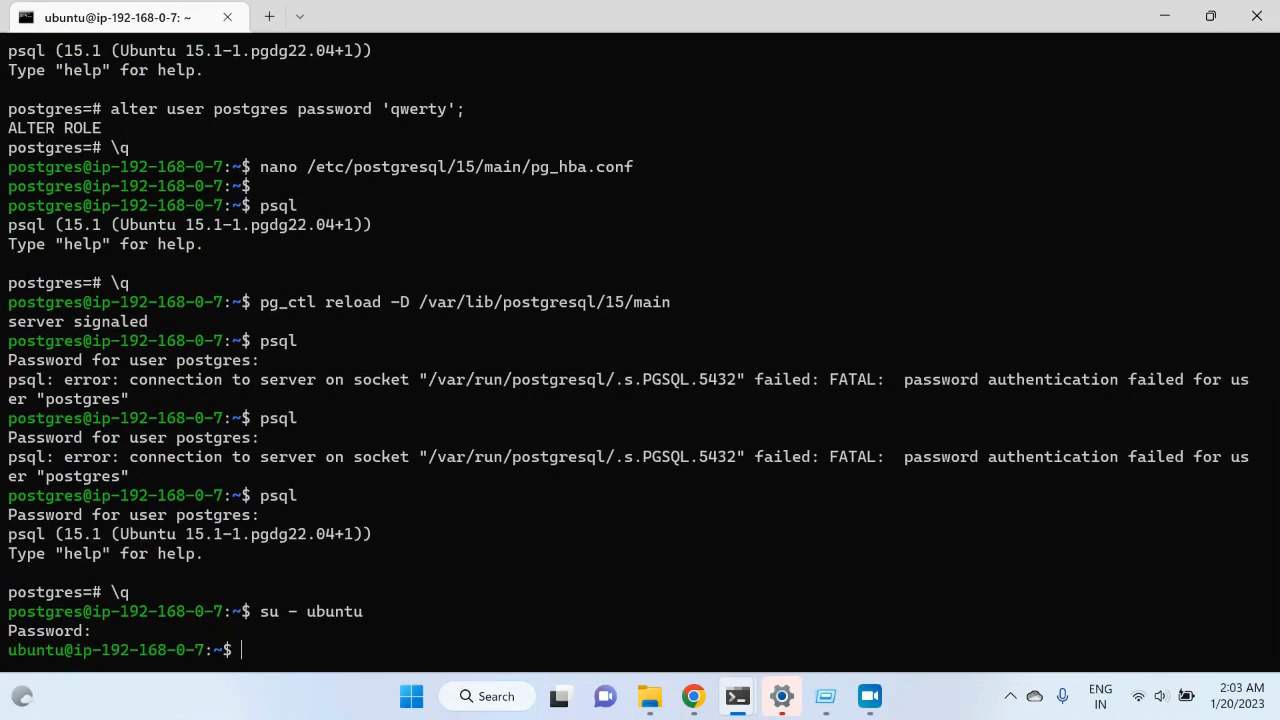 ubuntu@ip-192-168-0-7: ~
psql (15.1 (Ubuntu 15.1-1.pgdg22.04+1))
Type "help" for help.
postgres=# alter user postgres password 'qwerty';
ALTER ROLE
postgres=# \q
postgres@ip-192-168-0-7:~$ nano /etc/postgresql/15/main/pg_hba.conf
postgres@ip-192-168-0-7:~$
postgres@ip-192-168-0-7:~$ psql
psql (15.1 (Ubuntu 15.1-1.pgdg22.04+1))
Type "help" for help.
postgres=# \q
postgres@ip-192-168-0-7:~$ pg_ctl reload -D /var/lib/postgresql/15/main
server signaled
postgres@ip-192-168-0-7:~$ psql
Password for user postgres:
psql: error: connection to server on socket "/var/run/postgresql/.s.PGSQL.5432" failed: FATAL:  password authentication failed for us
er "postgres"
postgres@ip-192-168-0-7:~$ psql
Password for user postgres:
psql: error: connection to server on socket "/var/run/postgresql/.s.PGSQL.5432" failed: FATAL:  password authentication failed for us
er "postgres"
postgres@ip-192-168-0-7:~$ psql
Password for user postgres:
psql (15.1 (Ubuntu 15.1-1.pgdg22.04+1))
Type "help" for help.
postgres=# \q
postgres@ip-192-168-0-7:~$ su - ubuntu
Password:
ubuntu@ip-192-168-0-7:~$
Search
ENG
IN
2:03 AM
1/20/2023